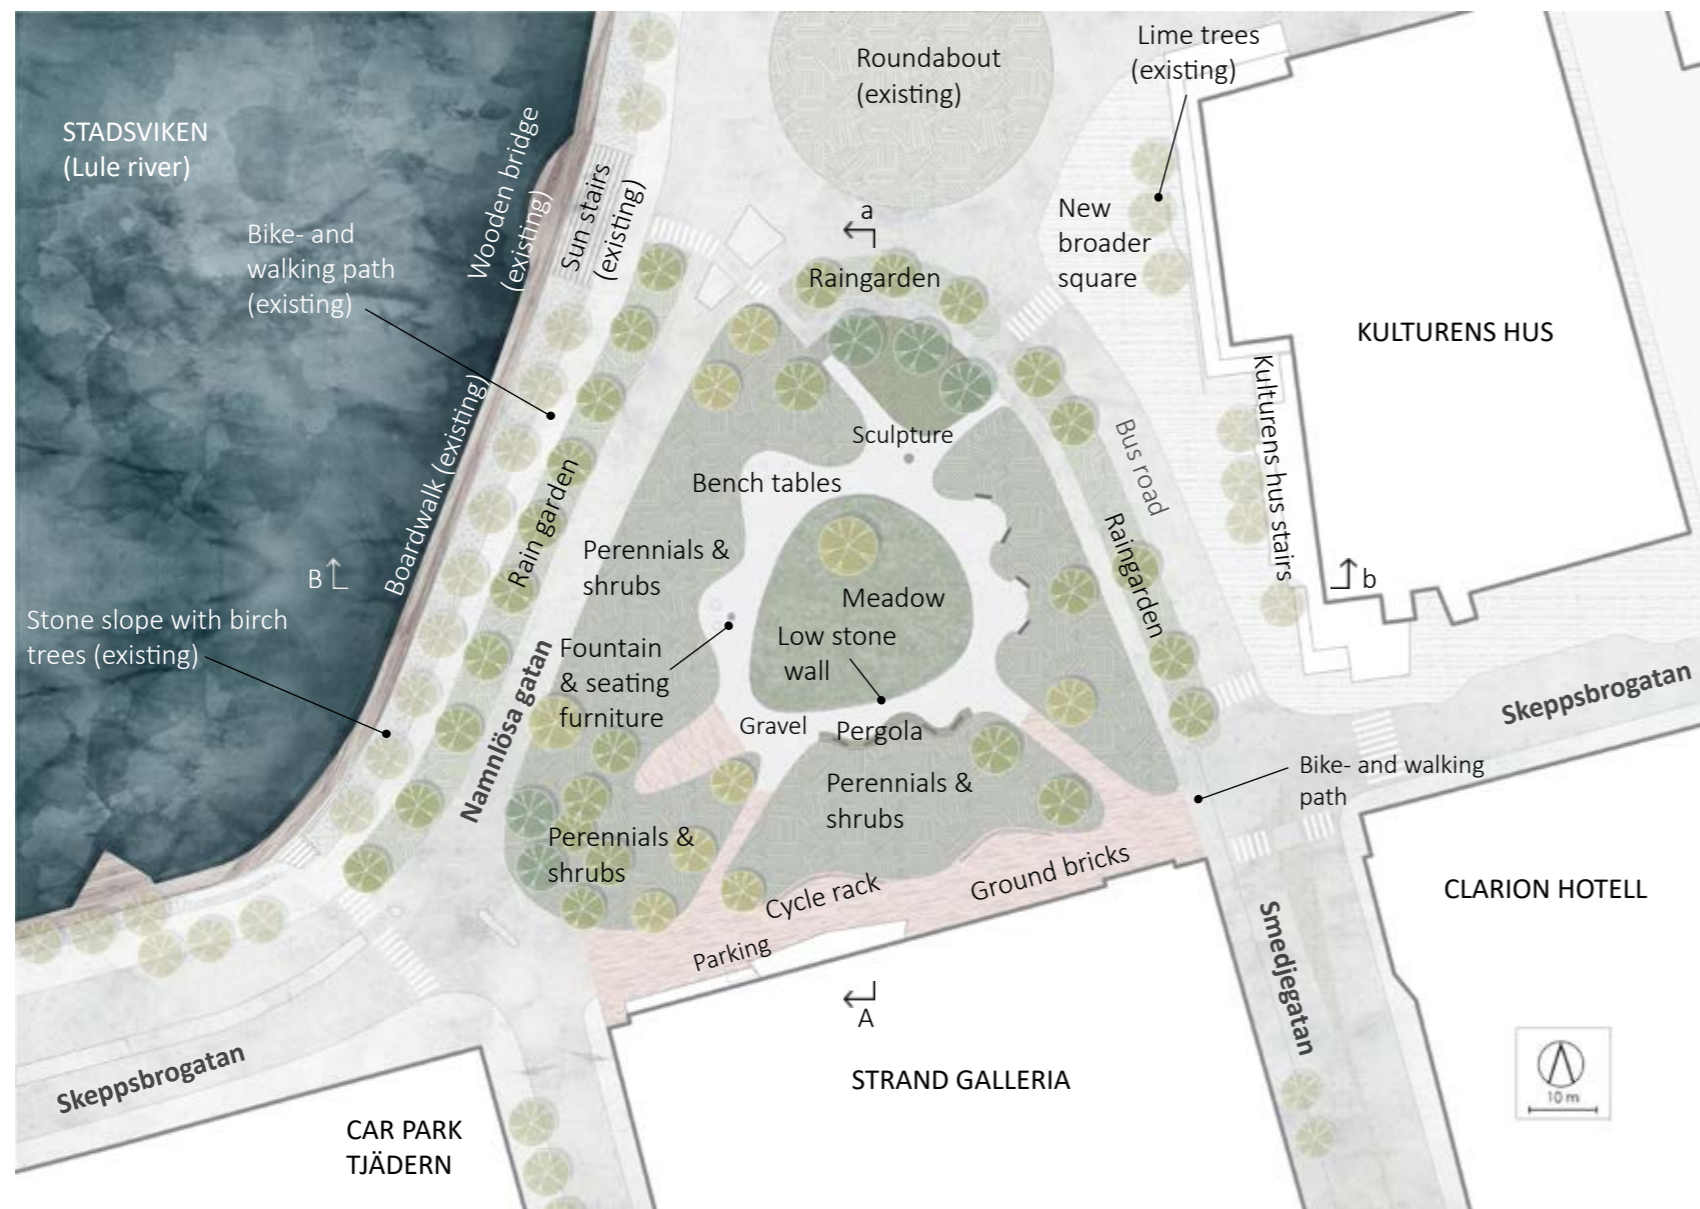 Lime trees
(existing)
Roundabout
(existing)
STADSVIKEN
(Lule river)
Wooden bridge
(existing)
Sun stairs
(existing)
a
New
broader
square
Bike- and
walking path
(existing)
Raingarden
KULTURENS HUS
Kulturens hus stairs
Boardwalk (existing)
Sculpture
Bus road
Bench tables
Rain garden
Perennials &
shrubs
Raingarden
B
b
Meadow
Stone slope with birch
trees (existing)
Low stone
wall
Fountain
& seating
furniture
Namnlösa gatan
Gravel
Pergola
Skeppsbrogatan
Bike- and walking
path
Perennials &
shrubs
Perennials &
shrubs
Cycle rack
Ground bricks
CLARION HOTELL
Parking
Smedjegatan
A
Skeppsbrogatan
STRAND GALLERIA
10 m
CAR PARK
TJÄDERN